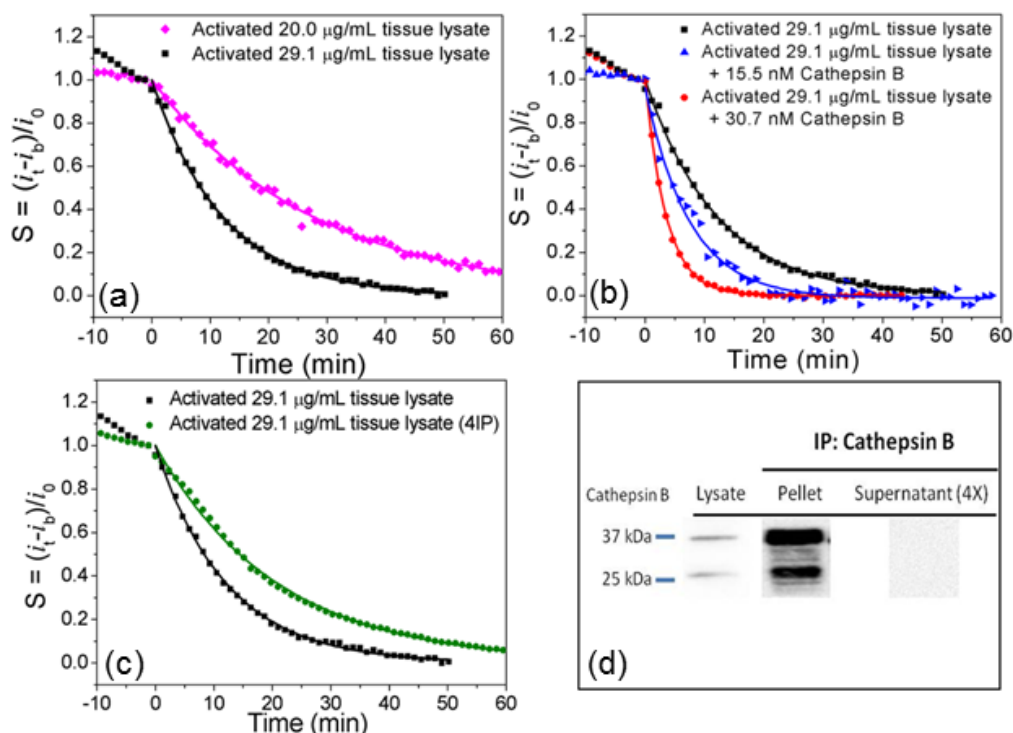 Activated 20.0 μg/mL tissue lysate
Activated 29.1 μg/mL tissue lysate
S = (it-ib)/i0
1.2
1.0
0.8
0.6
0.4
0.2
0.0
(a)
-10 0 10 20 30 40 50 60
Time (min)
Activated 29.1 μg/mL tissue lysate
Activated 29.1 μg/mL tissue lysate
+ 15.5 nM Cathepsin B
Activated 29.1 μg/mL tissue lysate
+ 30.7 nM Cathepsin B
S = (it-ib)/i0
1.2
1.0
0.8
0.6
0.4
0.2
0.0
(b)
-10 0 10 20 30 40 50 60
Time (min)
Activated 29.1 μg/mL tissue lysate
Activated 29.1 μg/mL tissue lysate (4IP)
S = (it-ib)/i0
1.2
1.0
0.8
0.6
0.4
0.2
0.0
(c)
-10 0 10 20 30 40 50 60
Time (min)
IP: Cathepsin B
Cathepsin B Lysate Pellet Supernatant (4X)
37 kDa
25 kDa
(d)